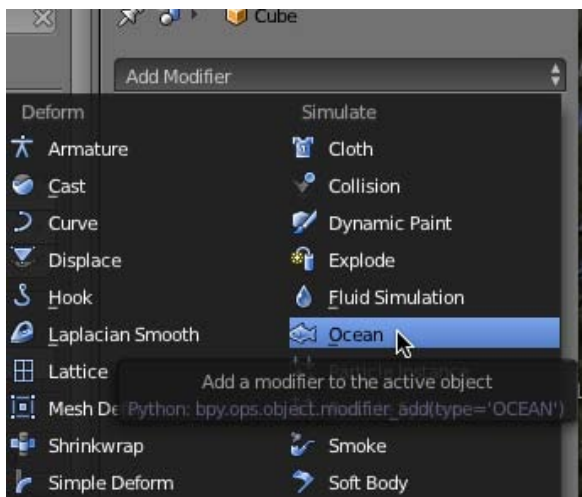 Cube
Add Modifier
Deform
Simulate
Armature
Cloth
Cast
Collision
Curve
Dynamic Paint
Displace
Explode
Hook
Fluid Simulation
Laplacian Smooth
Ocean
Lattice
Particle Instance
Add a modifier to the active object
Mesh De
Python: bpy.ops.object.modifier_add(type='OCEAN')
Shrinkwrap
Smoke
Simple Deform
Soft Body